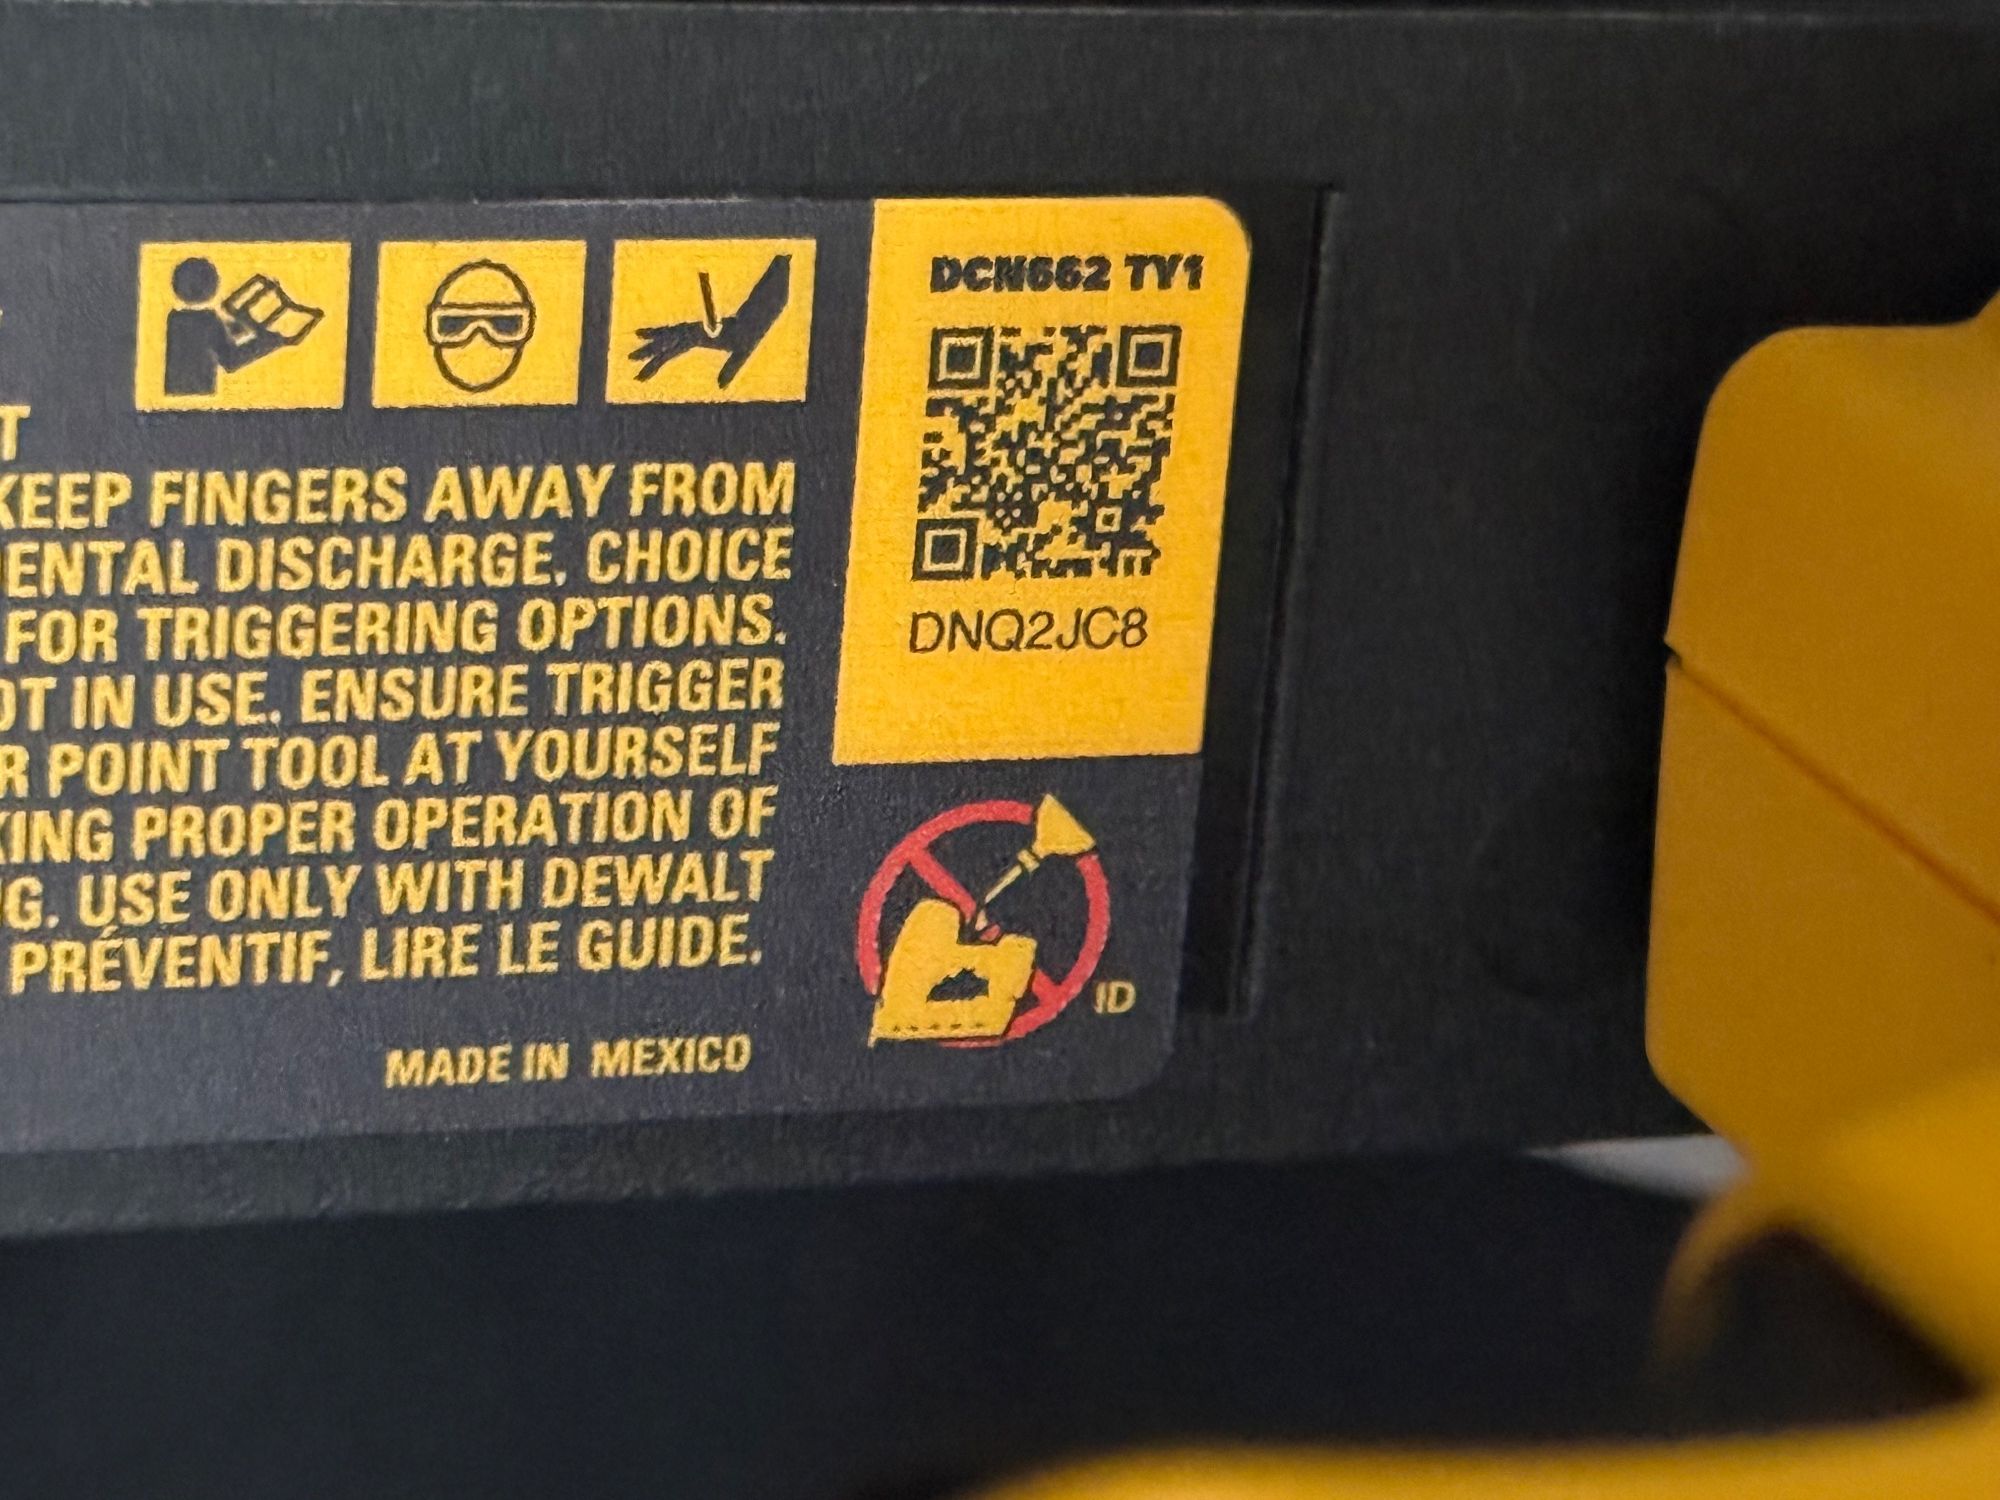 DCN662 TY1
DNQ2JC8
T
KEEP FINGERS AWAY FROM
DENTAL DISCHARGE. CHOICE
FOR TRIGGERING OPTIONS.
OT IN USE. ENSURE TRIGGER
R POINT TOOL AT YOURSELF
KING PROPER OPERATION OF
G. USE ONLY WITH DEWALT
PRÉVENTIF, LIRE LE GUIDE.
MADE IN MEXICO
ID